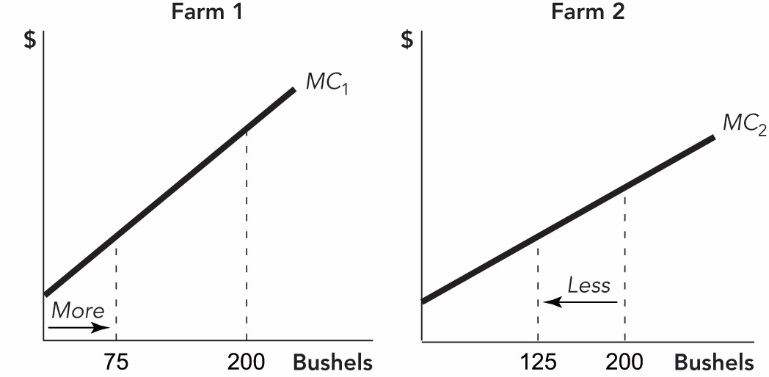 Farm 1
$
MC1
More
75 200 Bushels
Farm 2
$
MC2
Less
125 200 Bushels